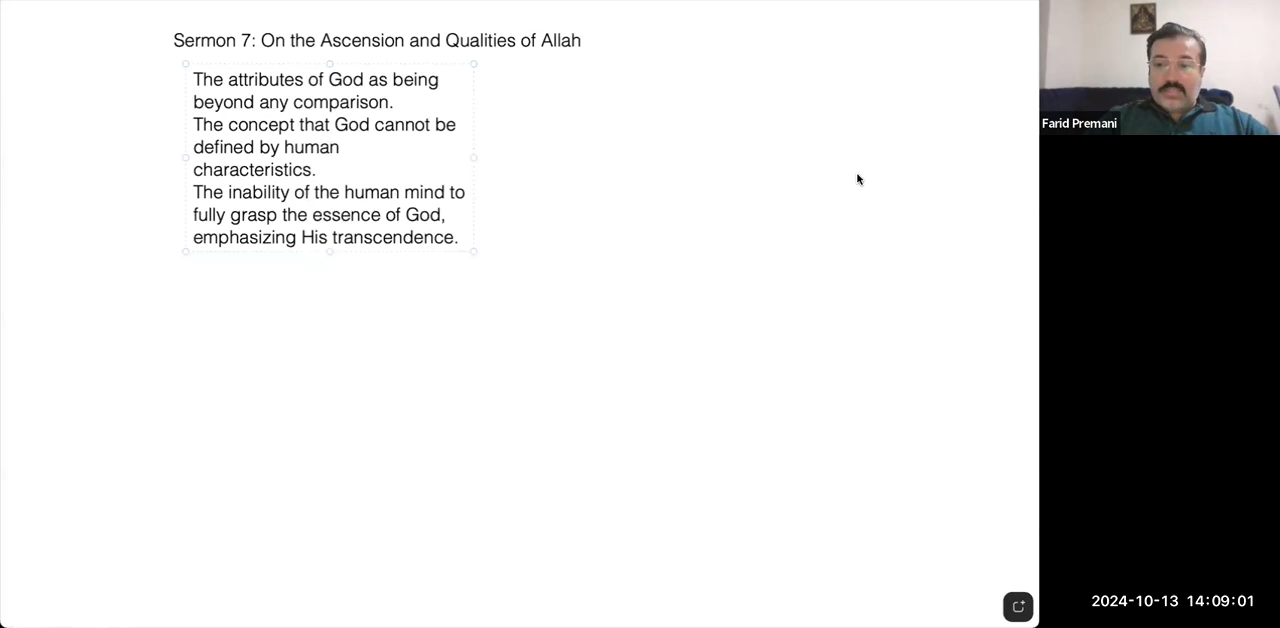 Sermon 7: On the Ascension and Qualities of Allah
The attributes of God as being
beyond any comparison.
The concept that God cannot be
defined by human
characteristics.
The inability of the human mind to
fully grasp the essence of God,
emphasizing His transcendence.
Farid Premani
2024-10-13 14:09:01